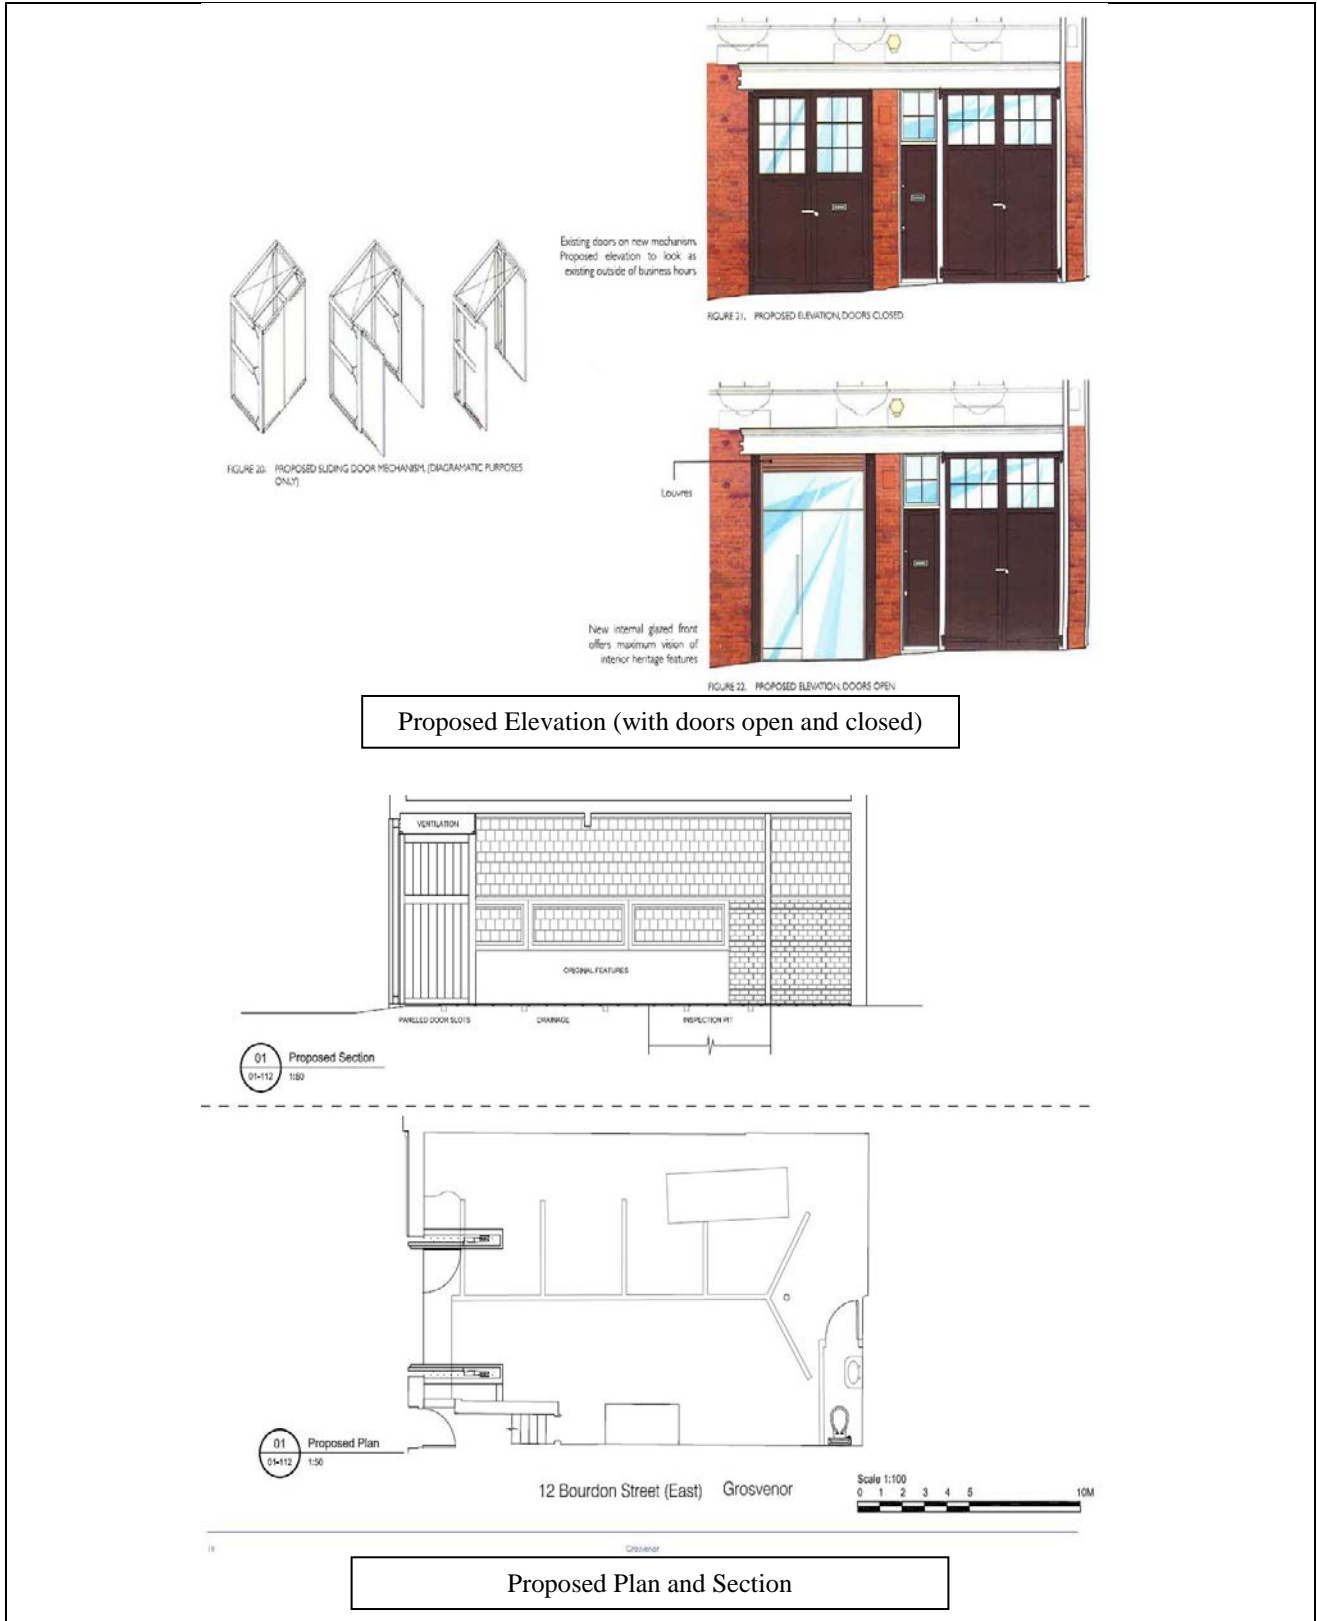 Existing doors on new mechanism.
Proposed elevation to look as
existing outside of business hours
FIGURE 21. PROPOSED ELEVATION, DOORS CLOSED
FIGURE 20. PROPOSED SLIDING DOOR MECHANISM. (DIAGRAMATIC PURPOSES
ONLY)
Louvres
New internal glazed front
offers maximum vision of
interior heritage features
FIGURE 22. PROPOSED ELEVATION, DOORS OPEN
Proposed Elevation (with doors open and closed)
VENTILATION
ORIGINAL FEATURES
PANELLED DOOR SLOTS
DRAINAGE
INSPECTION PIT
01
Proposed Section
01-112
1:50
01
Proposed Plan
01-112
1:50
12 Bourdon Street (East) Grosvenor
Scale 1:100
0 1 2 3 4 5 10M
Grosvenor
Proposed Plan and Section